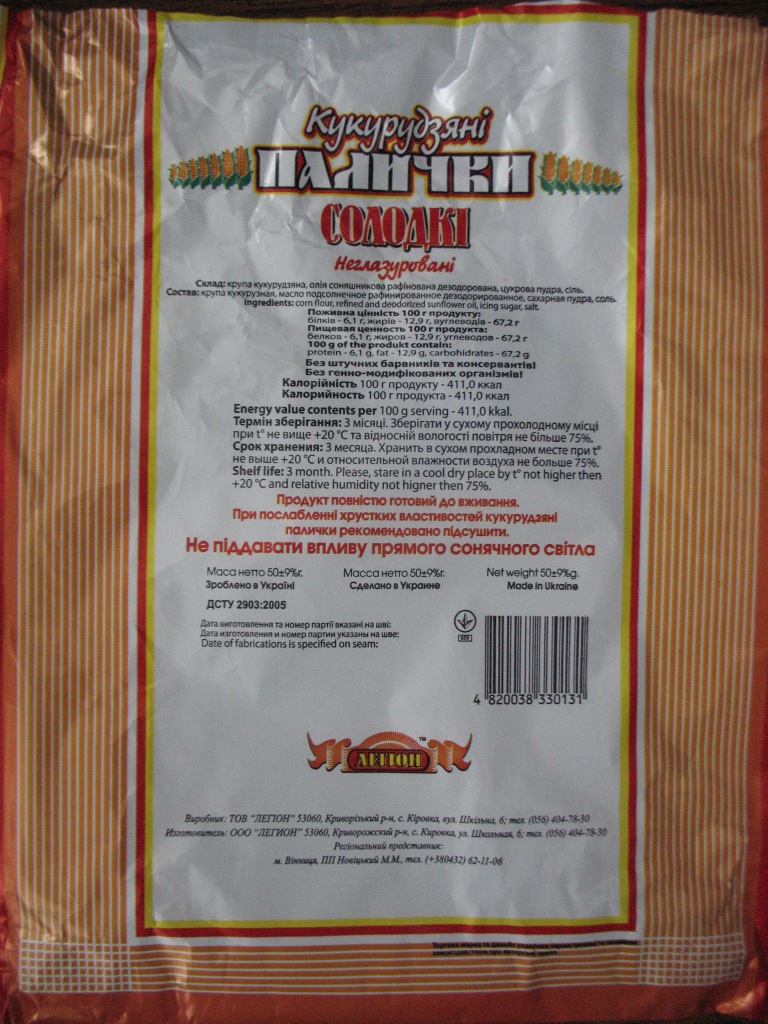 Кукурудзяні
ПАЛИЧКИ
СОЛОДКІ
Неглазуровані
Склад: крупа кукурудзяна, олія соняшникова рафінована дезодорована, цукрова пудра, сіль.
Состав: крупа кукурузная, масло подсолнечное рафинированное дезодорированное, сахарная пудра, соль.
Ingredients: corn flour, refined and deodorized sunflower oil, icing sugar, salt.
Поживна цінність 100 г продукту:
білків - 6,1 г, жирів - 12,9 г, вуглеводів - 67,2 г
Пищевая ценность 100 г продукта:
белков - 6,1 г, жиров - 12,9 г, углеводов - 67,2 г
100 g of the produkt contain:
protein - 6,1 g, fat - 12,9 g, carbohidrates - 67,2 g
Без штучних барвників та консервантів!
Без генно-модифікованих організмів!
Калорійність 100 г продукту - 411,0 ккал
Калорийность 100 г продукта - 411,0 ккал
Energy value contents per 100 g serving - 411,0 kkal.
Термін зберігання: 3 місяці. Зберігати у сухому прохолодному місці
при t° не вище +20 °C та відносній вологості повітря не більше 75%.
Срок хранения: 3 месяца. Хранить в сухом прохладном месте при t°
не выше +20 °C и относительной влажности воздуха не больше 75%.
Shelf life: 3 month. Please, stare in a cool dry place by t° not higher then
+20 °C and relative humidity not higner then 75%.
Продукт повністю готовий до вживання.
При послабленні хрустких властивостей кукурудзяні
палички рекомендовано підсушити.
Не піддавати впливу прямого сонячного світла
Маса нетто 50±9%г. Масса нетто 50±9%г. Net weight 50±9%g.
Зроблено в Україні Сделано в Украине Made in Ukraine
ДСТУ 2903:2005
Дата виготовлення та номер партії вказані на шві:
Дата изготовления и номер партии указаны на шве:
Date of fabrications is specified on seam:
4 820038 330131
ЛЕГІОН ™
Виробник: ТОВ "ЛЕГІОН" 53060, Криворізький р-н, с. Кіровка, вул. Шкільна, 6; тел. (056) 404-78-30
Изготовитель: ООО "ЛЕГИОН" 53060, Криворожский р-н, с. Кировка, ул. Школьная, 6; тел. (056) 404-78-30
Регіональний представник:
м. Вінниця, ПП Новіцький М.М., тел. (+380432) 62-11-06
Торгова марка та дизайн упаковки
законодавством про авторські права